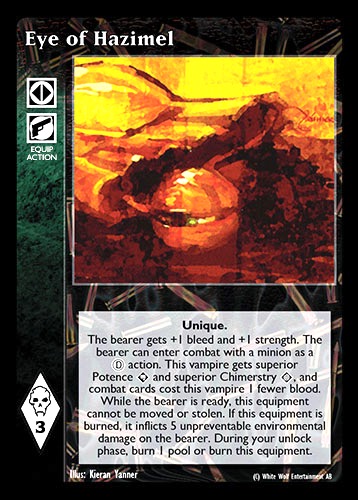 Eye of Hazimel
EQUIP
ACTION
Unique.
The bearer gets +1 bleed and +1 strength. The
bearer can enter combat with a minion as a
Ⓓ action. This vampire gets superior
Potence and superior Chimerstry, and
combat cards cost this vampire 1 fewer blood.
While the bearer is ready, this equipment
cannot be moved or stolen. If this equipment is
burned, it inflicts 5 unpreventable environmental
damage on the bearer. During your unlock
phase, burn 1 pool or burn this equipment.
3
Illus: Kieran Yanner
(C) White Wolf Entertainment AB